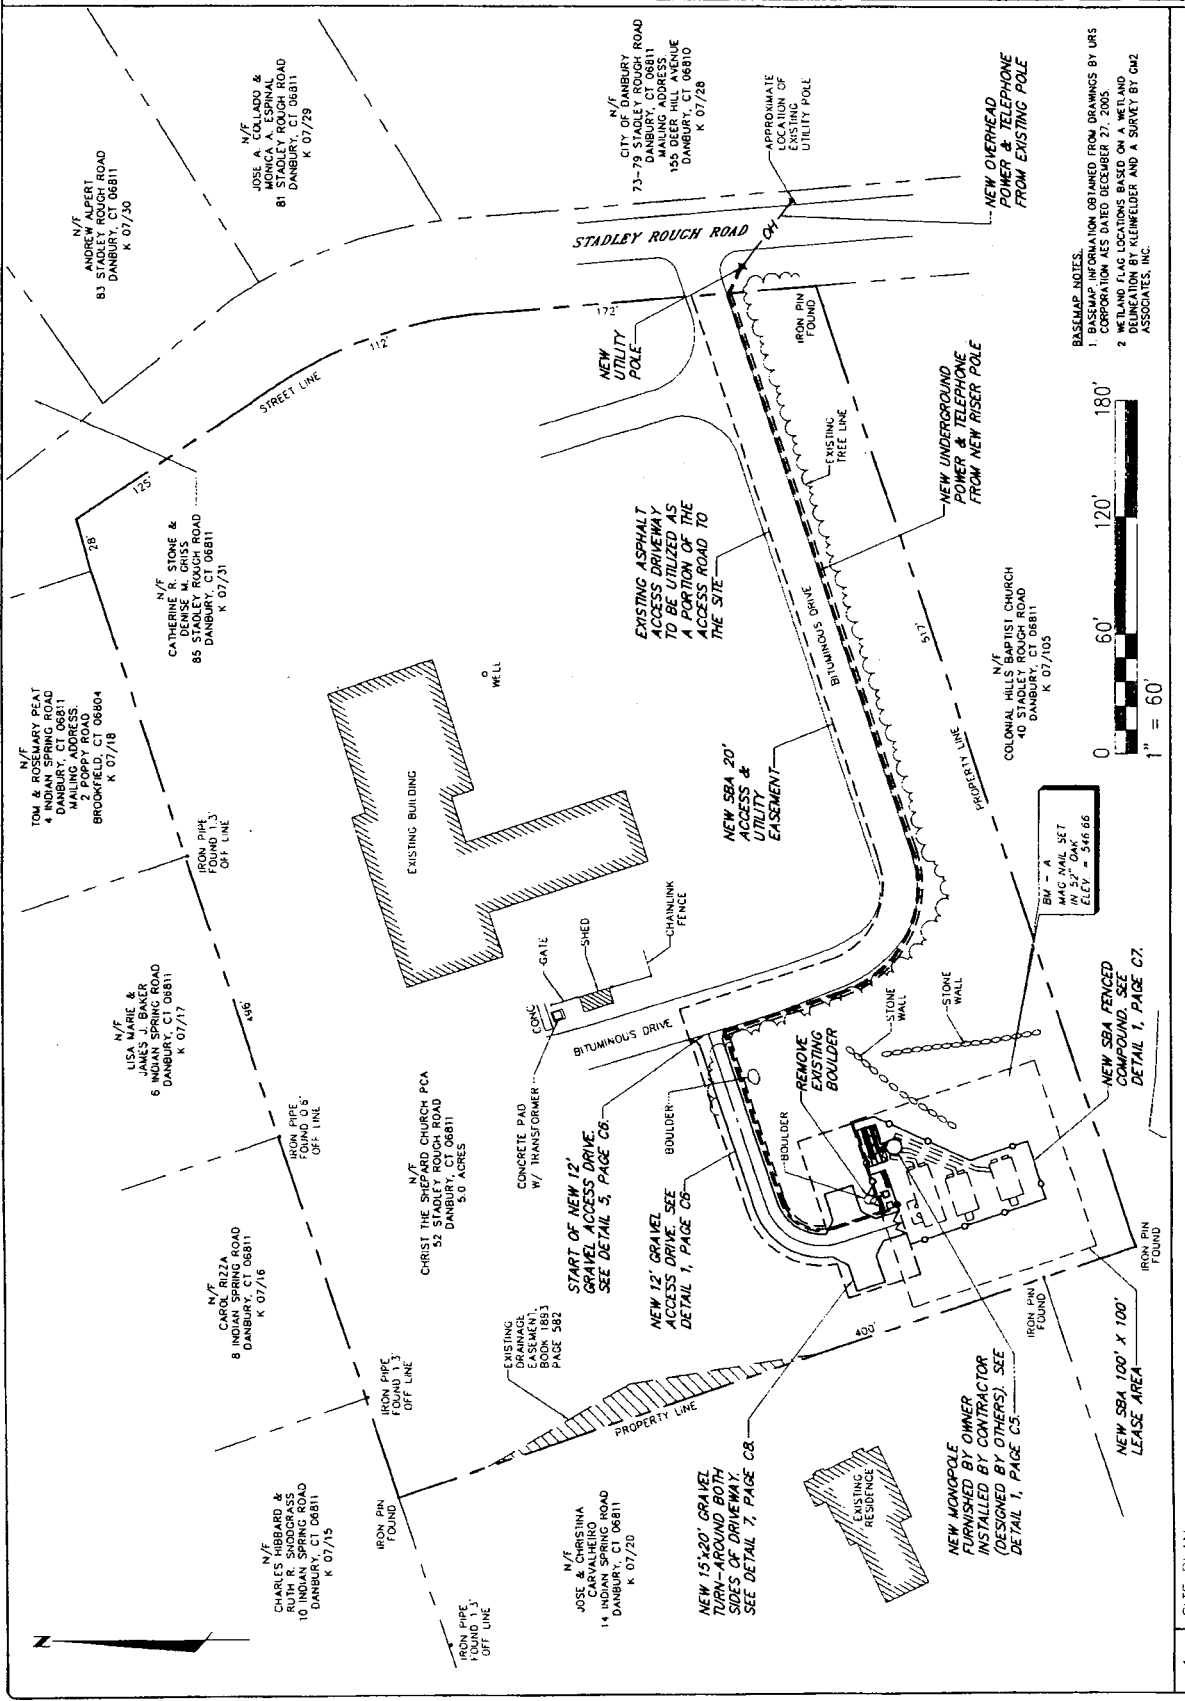 N/F
ANDREW ALPERT
83 STADLEY ROUGH ROAD
DANBURY, CT 06811
K 07/30
N/F
JOSE A. COLLADO &
MONICA A. ESPINAL
81 STADLEY ROUGH ROAD
DANBURY, CT 06811
K 07/29
N/F
CITY OF DANBURY
73-79 STADLEY ROUGH ROAD
DANBURY, CT 06811
MAILING ADDRESS:
155 DEER HILL AVENUE
DANBURY, CT 06810
K 07/28
APPROXIMATE
LOCATION OF
EXISTING
UTILITY POLE
NEW OVERHEAD
POWER & TELEPHONE
FROM EXISTING POLE
STADLEY ROUGH ROAD
OH
172'
112'
STREET LINE
125'
28'
NEW
UTILITY
POLE
IRON PIN
FOUND
N/F
CATHERINE R. STONE &
DENISE M. GRISS
85 STADLEY ROUGH ROAD
DANBURY, CT 06811
K 07/31
EXISTING
TREE LINE
NEW UNDERGROUND
POWER & TELEPHONE
FROM NEW RISER POLE
EXISTING ASPHALT
ACCESS DRIVEWAY
TO BE UTILIZED AS
A PORTION OF THE
ACCESS ROAD TO
THE SITE
BITUMINOUS DRIVE
517'
PROPERTY LINE
N/F
TOM & ROSEMARY PEAT
4 INDIAN SPRING ROAD
DANBURY, CT 06811
MAILING ADDRESS:
2 POPPY ROAD
BROOKFIELD, CT 06804
K 07/18
WELL
EXISTING BUILDING
NEW SBA 20'
ACCESS &
UTILITY
EASEMENT
N/F
COLONIAL HILLS BAPTIST CHURCH
40 STADLEY ROUGH ROAD
DANBURY, CT 06811
K 07/105
IRON PIPE
FOUND 1.3'
OFF LINE
BM - A
MAG NAIL SET
IN 52" OAK
ELEV. = 546.66
N/F
LISA MARIE &
JAMES J. BAKER
6 INDIAN SPRING ROAD
DANBURY, CT 06811
K 07/17
496'
CONC
GATE
SHED
CHAINLINK
FENCE
BITUMINOUS DRIVE
STONE
WALL
STONE
WALL
NEW SBA FENCED
COMPOUND. SEE
DETAIL 1, PAGE C7.
IRON PIPE
FOUND 0.6'
OFF LINE
N/F
CHRIST THE SHEPARD CHURCH PCA
52 STADLEY ROUGH ROAD
DANBURY, CT 06811
5.0 ACRES
CONCRETE PAD
W/ TRANSFORMER
START OF NEW 12'
GRAVEL ACCESS DRIVE.
SEE DETAIL 5, PAGE C6.
BOULDER
BOULDER
REMOVE
EXISTING
BOULDER
NEW 12' GRAVEL
ACCESS DRIVE. SEE
DETAIL 1, PAGE C6
N/F
CAROL RIZZA
8 INDIAN SPRING ROAD
DANBURY, CT 06811
K 07/16
EXISTING
DRAINAGE
EASEMENT,
BOOK 1893
PAGE 582
400'
IRON PIN
FOUND
IRON PIN
FOUND
IRON PIPE
FOUND 1.3'
OFF LINE
PROPERTY LINE
NEW SBA 100' X 100'
LEASE AREA
NEW MONOPOLE
FURNISHED BY OWNER
INSTALLED BY CONTRACTOR
(DESIGNED BY OTHERS). SEE
DETAIL 1, PAGE C5.
NEW 15'x20' GRAVEL
TURN-AROUND BOTH
SIDES OF DRIVEWAY.
SEE DETAIL 7, PAGE C8.
EXISTING
RESIDENCE
N/F
CHARLES HIBBARD &
RUTH R. SNODGRASS
10 INDIAN SPRING ROAD
DANBURY, CT 06811
K 07/15
IRON PIN
FOUND
N/F
JOSE & CHRISTINA
CARVALHEIRO
14 INDIAN SPRING ROAD
DANBURY, CT 06811
K 07/20
IRON PIPE
FOUND 1.3'
OFF LINE
N
BASEMAP NOTES:
1. BASEMAP INFORMATION OBTAINED FROM DRAWINGS BY URS
CORPORATION AES DATED DECEMBER 27, 2005.
2 WETLAND FLAG LOCATIONS BASED ON A WETLAND
DELINEATION BY KLEINFELDER AND A SURVEY BY GM2
ASSOCIATES, INC.
0 60' 120' 180'
1" = 60'